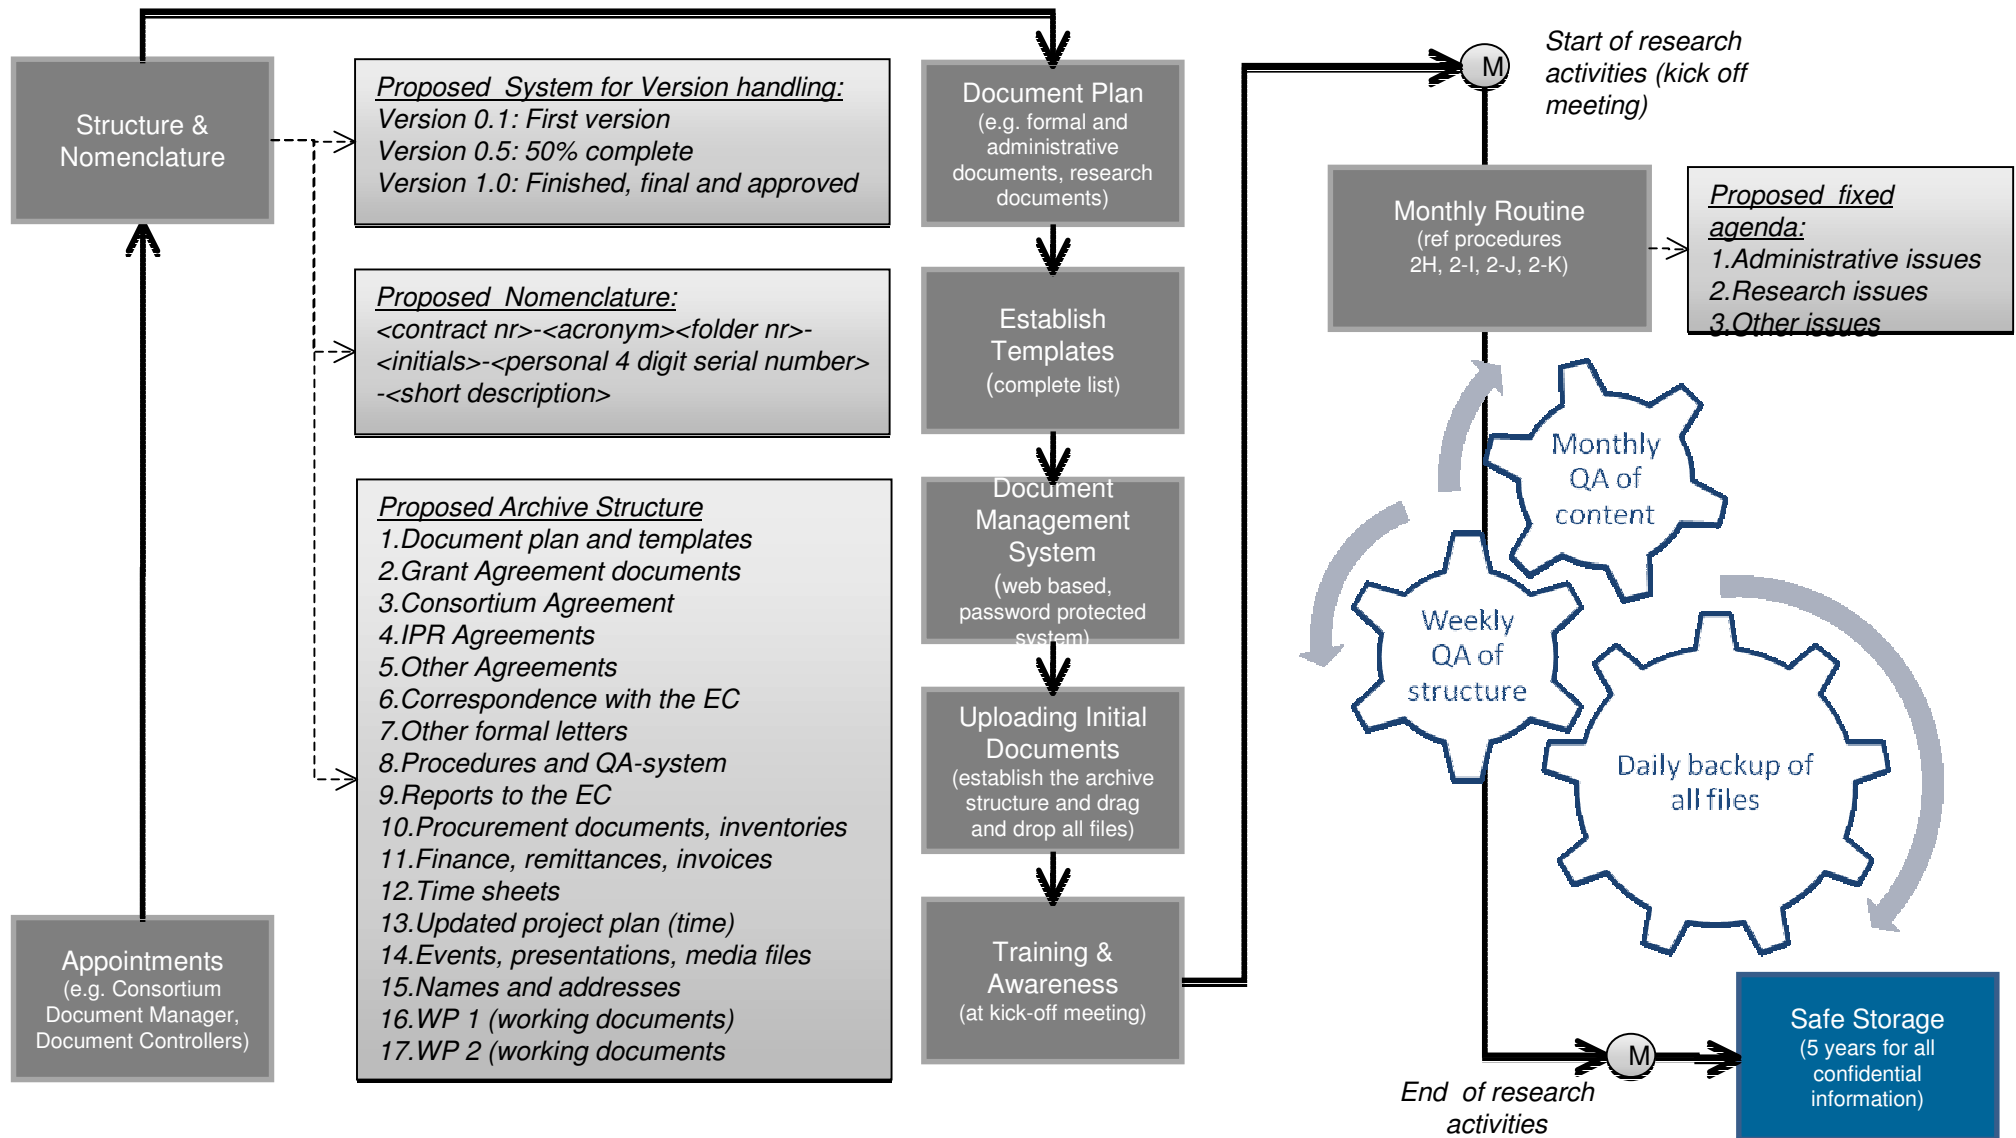 Structure &
Nomenclature
Appointments
(e.g. Consortium
Document Manager,
Document Controllers)
Proposed System for Version handling:
Version 0.1: First version
Version 0.5: 50% complete
Version 1.0: Finished, final and approved
Proposed Nomenclature:
<contract nr>-<acronym><folder nr>-
<initials>-<personal 4 digit serial number>
-<short description>
Proposed Archive Structure
1.Document plan and templates
2.Grant Agreement documents
3.Consortium Agreement
4.IPR Agreements
5.Other Agreements
6.Correspondence with the EC
7.Other formal letters
8.Procedures and QA-system
9.Reports to the EC
10.Procurement documents, inventories
11.Finance, remittances, invoices
12.Time sheets
13.Updated project plan (time)
14.Events, presentations, media files
15.Names and addresses
16.WP 1 (working documents)
17.WP 2 (working documents
Document Plan
(e.g. formal and
administrative
documents, research
documents)
Establish
Templates
(complete list)
Document
Management
System
(web based,
password protected
system)
Uploading Initial
Documents
(establish the archive
structure and drag
and drop all files)
Training &
Awareness
(at kick-off meeting)
M
Start of research
activities (kick off
meeting)
Monthly Routine
(ref procedures
2H, 2-I, 2-J, 2-K)
Proposed fixed
agenda:
1.Administrative issues
2.Research issues
3.Other issues
Monthly
QA of
content
Weekly
QA of
structure
Daily backup of
all files
M
End of research
activities
Safe Storage
(5 years for all
confidential
information)